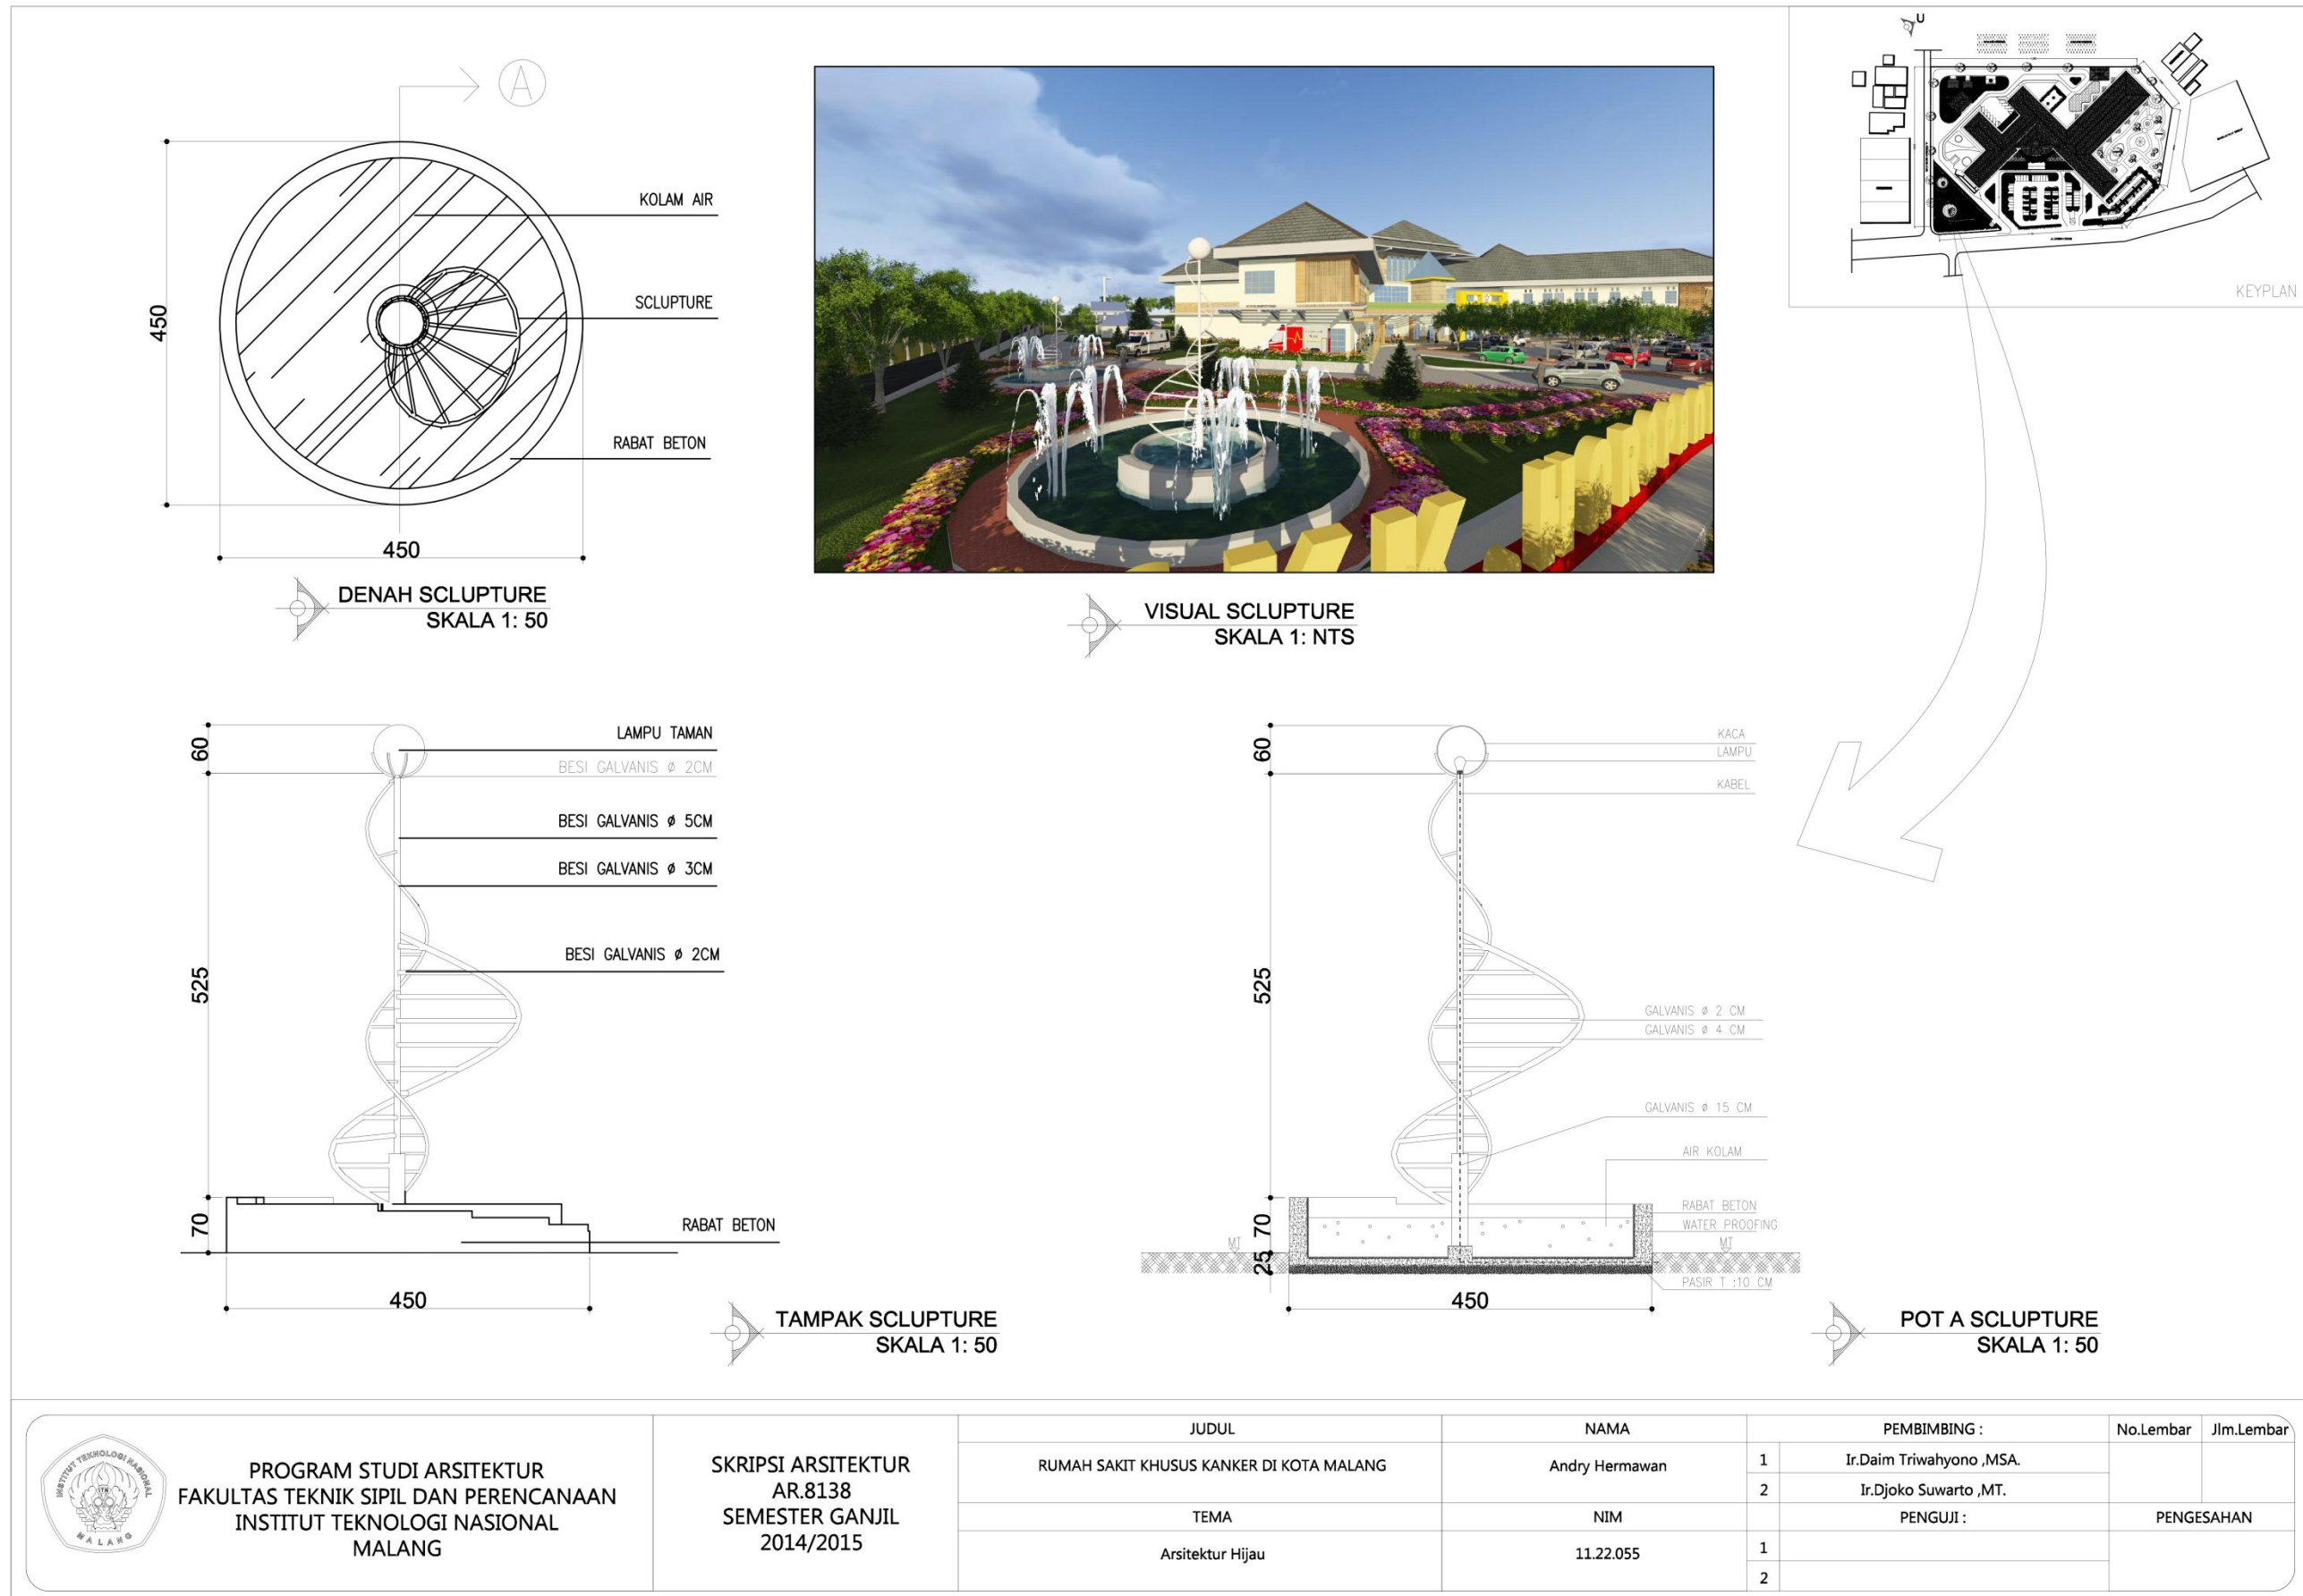 A
450
KOLAM AIR
SCLUPTURE
RABAT BETON
450
DENAH SCLUPTURE
SKALA 1: 50
HARAPAN
VISUAL SCLUPTURE
SKALA 1: NTS
U
KEYPLAN
60
525
70
LAMPU TAMAN
BESI GALVANIS ø 2CM
BESI GALVANIS ø 5CM
BESI GALVANIS ø 3CM
BESI GALVANIS ø 2CM
RABAT BETON
450
TAMPAK SCLUPTURE
SKALA 1: 50
60
525
70
25
KACA
LAMPU
KABEL
GALVANIS ø 2 CM
GALVANIS ø 4 CM
GALVANIS ø 15 CM
AIR KOLAM
RABAT BETON
WATER PROOFING
MT
MT
PASIR T :10 CM
450
POT A SCLUPTURE
SKALA 1: 50
INSTITUT TEKNOLOGI NASIONAL
ITN
MALANG
PROGRAM STUDI ARSITEKTUR
FAKULTAS TEKNIK SIPIL DAN PERENCANAAN
INSTITUT TEKNOLOGI NASIONAL
MALANG
SKRIPSI ARSITEKTUR
AR.8138
SEMESTER GANJIL
2014/2015
JUDUL
RUMAH SAKIT KHUSUS KANKER DI KOTA MALANG
TEMA
Arsitektur Hijau
NAMA
Andry Hermawan
NIM
11.22.055
PEMBIMBING :
1 Ir.Daim Triwahyono ,MSA.
2 Ir.Djoko Suwarto ,MT.
PENGUJI :
1
2
No.Lembar
Jlm.Lembar
PENGESAHAN